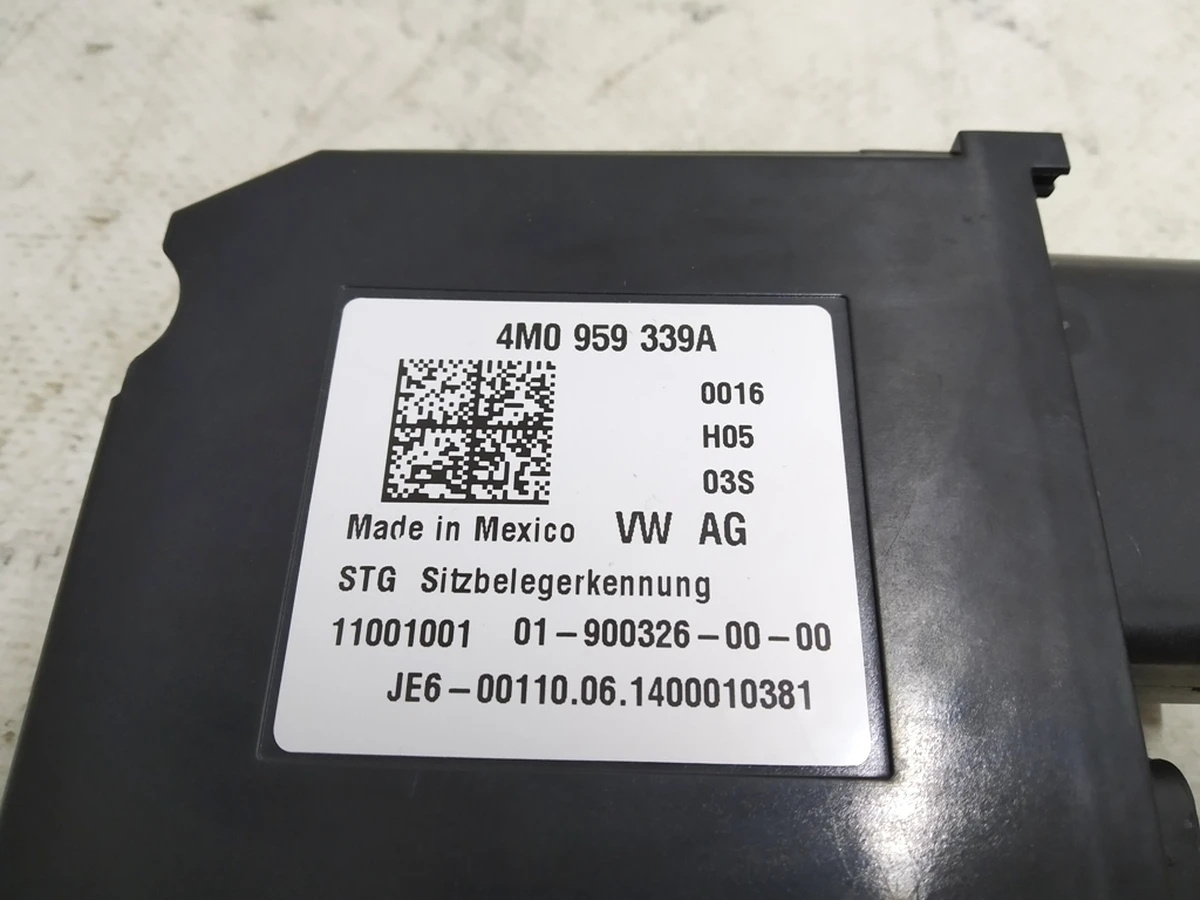 4M0 959 339A
0016
H05
03S
Made in Mexico VW AG
STG Sitzbelegerkennung
11001001 01-900326-00-00
JE6-00110.06.1400010381